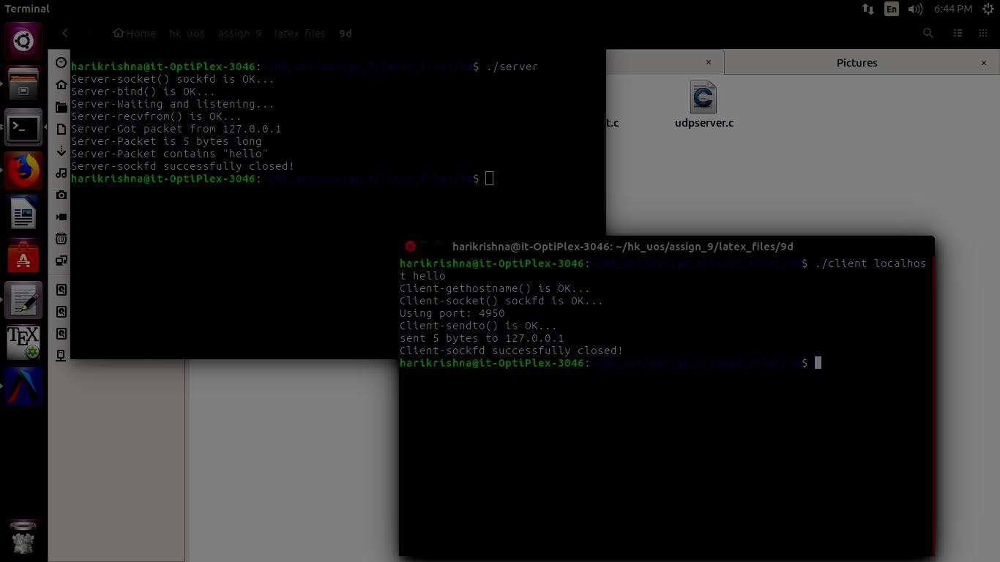 Terminal
En
6:44 PM
Home hk_uos assign_9 latex_files 9d
harikrishna@it-OptiPlex-3046:~/hk_uos/assign_9/latex_files/9d$ ./server
Server-socket() sockfd is OK...
Server-bind() is OK...
Server-Waiting and listening...
Server-recvfrom() is OK...
Server-Got packet from 127.0.0.1
Server-Packet is 5 bytes long
Server-Packet contains "hello"
Server-sockfd successfully closed!
harikrishna@it-OptiPlex-3046:~/hk_uos/assign_9/latex_files/9d$
Pictures
t.c
udpserver.c
harikrishna@it-OptiPlex-3046: ~/hk_uos/assign_9/latex_files/9d
harikrishna@it-OptiPlex-3046:~/hk_uos/assign_9/latex_files/9d$ ./client localhos
t hello
Client-gethostname() is OK...
Client-socket() sockfd is OK...
Using port: 4950
Client-sendto() is OK...
sent 5 bytes to 127.0.0.1
Client-sockfd successfully closed!
harikrishna@it-OptiPlex-3046:~/hk_uos/assign_9/latex_files/9d$
TEX